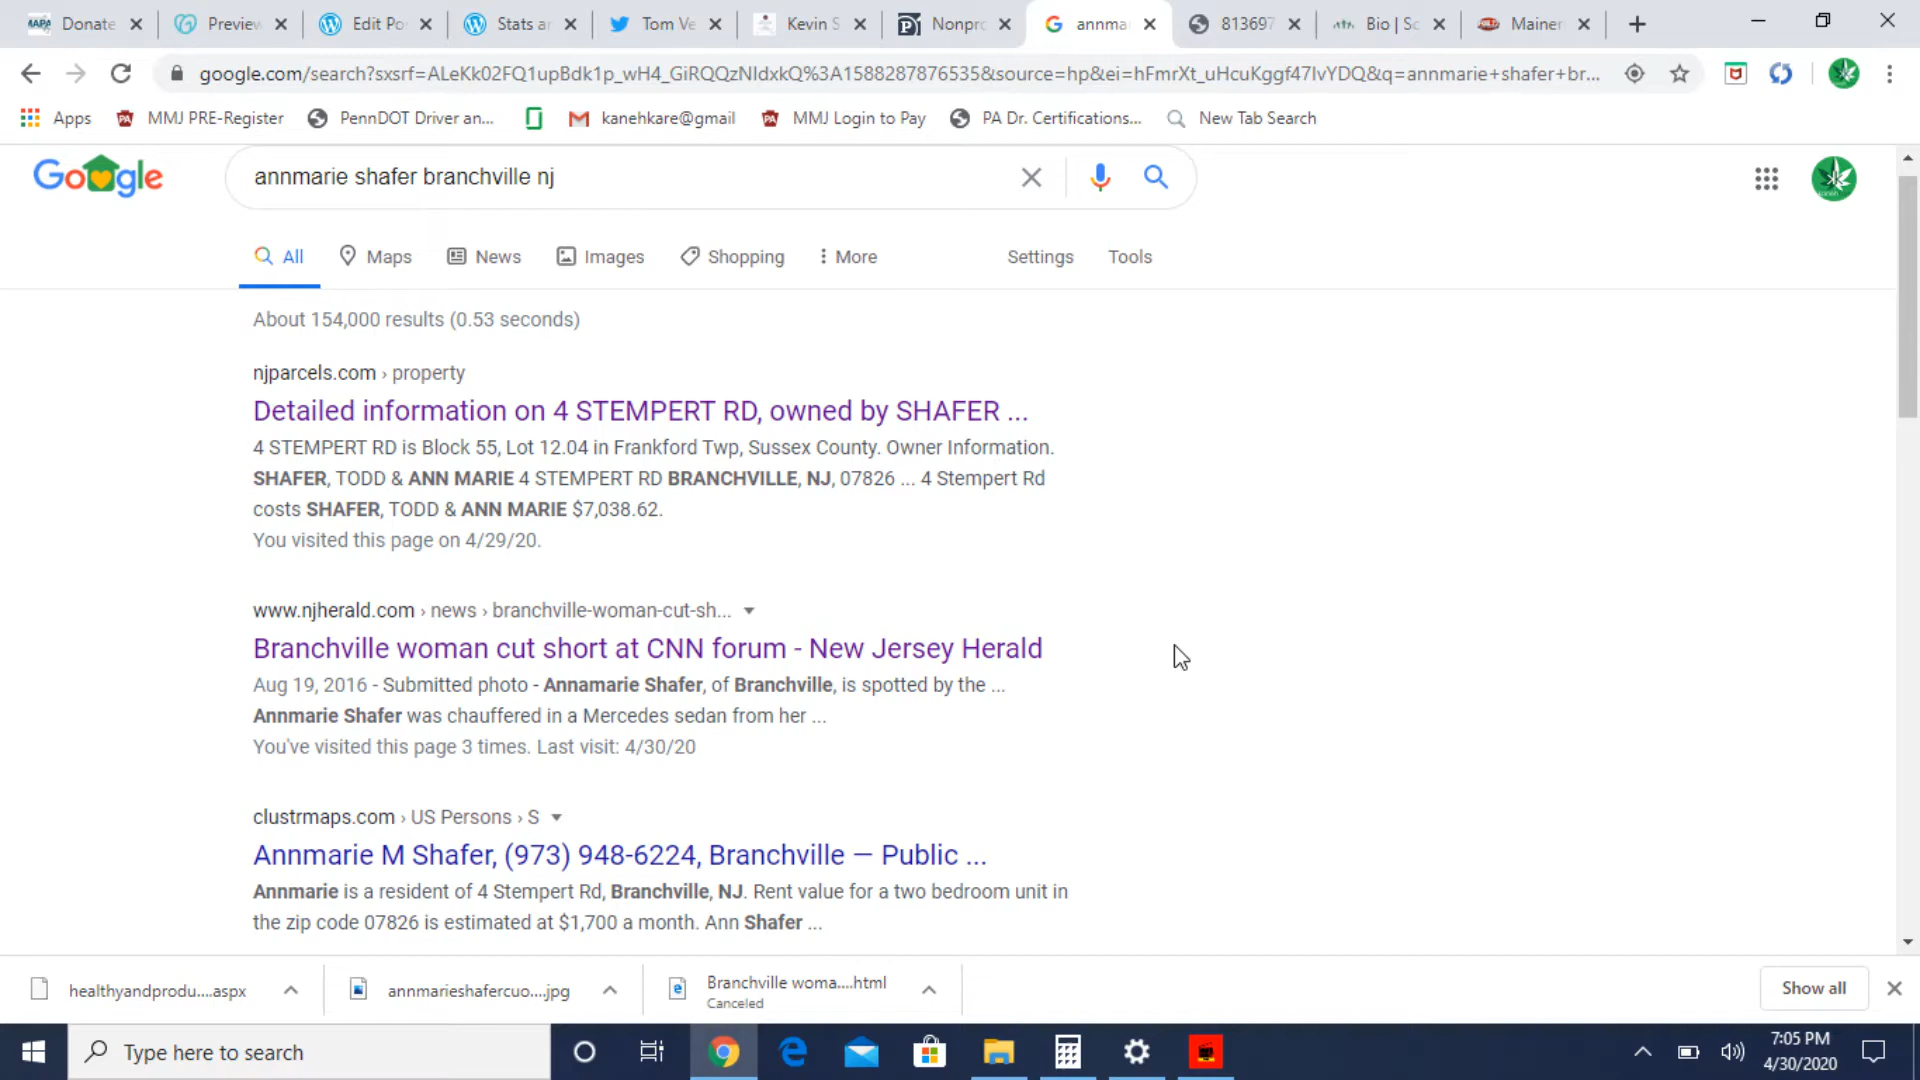 Donate
Preview
Edit Po
Stats ar
Tom Ve
Kevin S
Nonpro
annmar
813697
Bio | Sc
Mainer
google.com/search?sxsrf=ALeKk02FQ1upBdk1p_wH4_GiRQQzNIdxkQ%3A1588287876535&source=hp&ei=hFmrXt_uHcuKggf47IvYDQ&q=annmarie+shafer+br...
Apps
MMJ PRE-Register
PennDOT Driver an...
kanehkare@gmail
MMJ Login to Pay
PA Dr. Certifications...
New Tab Search
Google
annmarie shafer branchville nj
All
Maps
News
Images
Shopping
More
Settings
Tools
About 154,000 results (0.53 seconds)
njparcels.com › property
Detailed information on 4 STEMPERT RD, owned by SHAFER ...
4 STEMPERT RD is Block 55, Lot 12.04 in Frankford Twp, Sussex County. Owner Information.
SHAFER, TODD & ANN MARIE 4 STEMPERT RD BRANCHVILLE, NJ, 07826 ... 4 Stempert Rd
costs SHAFER, TODD & ANN MARIE $7,038.62.
You visited this page on 4/29/20.
www.njherald.com › news › branchville-woman-cut-sh...
Branchville woman cut short at CNN forum - New Jersey Herald
Aug 19, 2016 - Submitted photo - Annamarie Shafer, of Branchville, is spotted by the ...
Annmarie Shafer was chauffered in a Mercedes sedan from her ...
You've visited this page 3 times. Last visit: 4/30/20
clustrmaps.com › US Persons › S
Annmarie M Shafer, (973) 948-6224, Branchville — Public ...
Annmarie is a resident of 4 Stempert Rd, Branchville, NJ. Rent value for a two bedroom unit in
the zip code 07826 is estimated at $1,700 a month. Ann Shafer ...
healthyandprodu....aspx
annmarieshafercuo....jpg
Branchville woma....html
Canceled
Show all
Type here to search
7:05 PM
4/30/2020